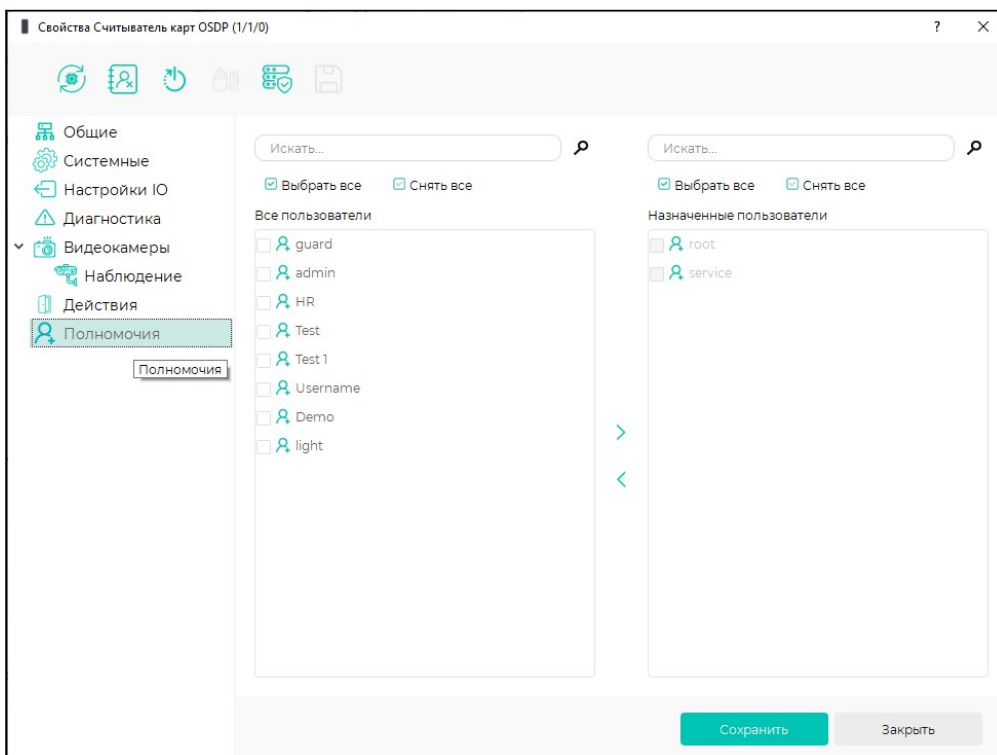 Свойства Считыватель карт OSDP (1/1/0)
?
Общие
Системные
Настройки IO
Диагностика
Видеокамеры
Наблюдение
Действия
Полномочия
Полномочия
Искать...
Выбрать все
Снять все
Все пользователи
guard
admin
HR
Test
Test 1
Username
Demo
light
Искать...
Выбрать все
Снять все
Назначенные пользователи
root
service
Сохранить
Закрыть